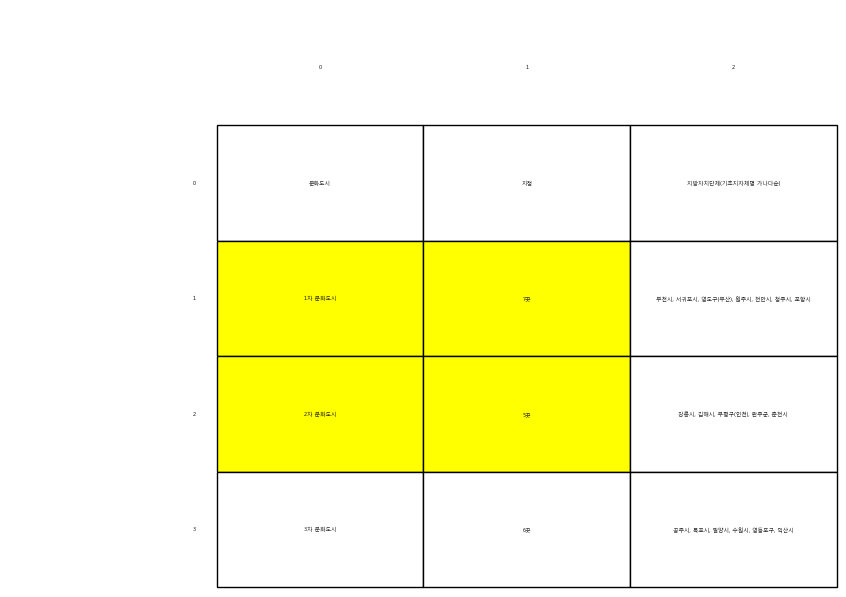 0 1 2
0 문화도시 지정 지방자치단체(기초지자체명 가나다순)
1 1차 문화도시 7곳 부천시, 서귀포시, 영도구(부산), 원주시, 천안시, 청주시, 포항시
2 2차 문화도시 5곳 강릉시, 김해시, 부평구(인천), 완주군, 춘천시
3 3차 문화도시 6곳 공주시, 목포시, 밀양시, 수원시, 영등포구, 익산시